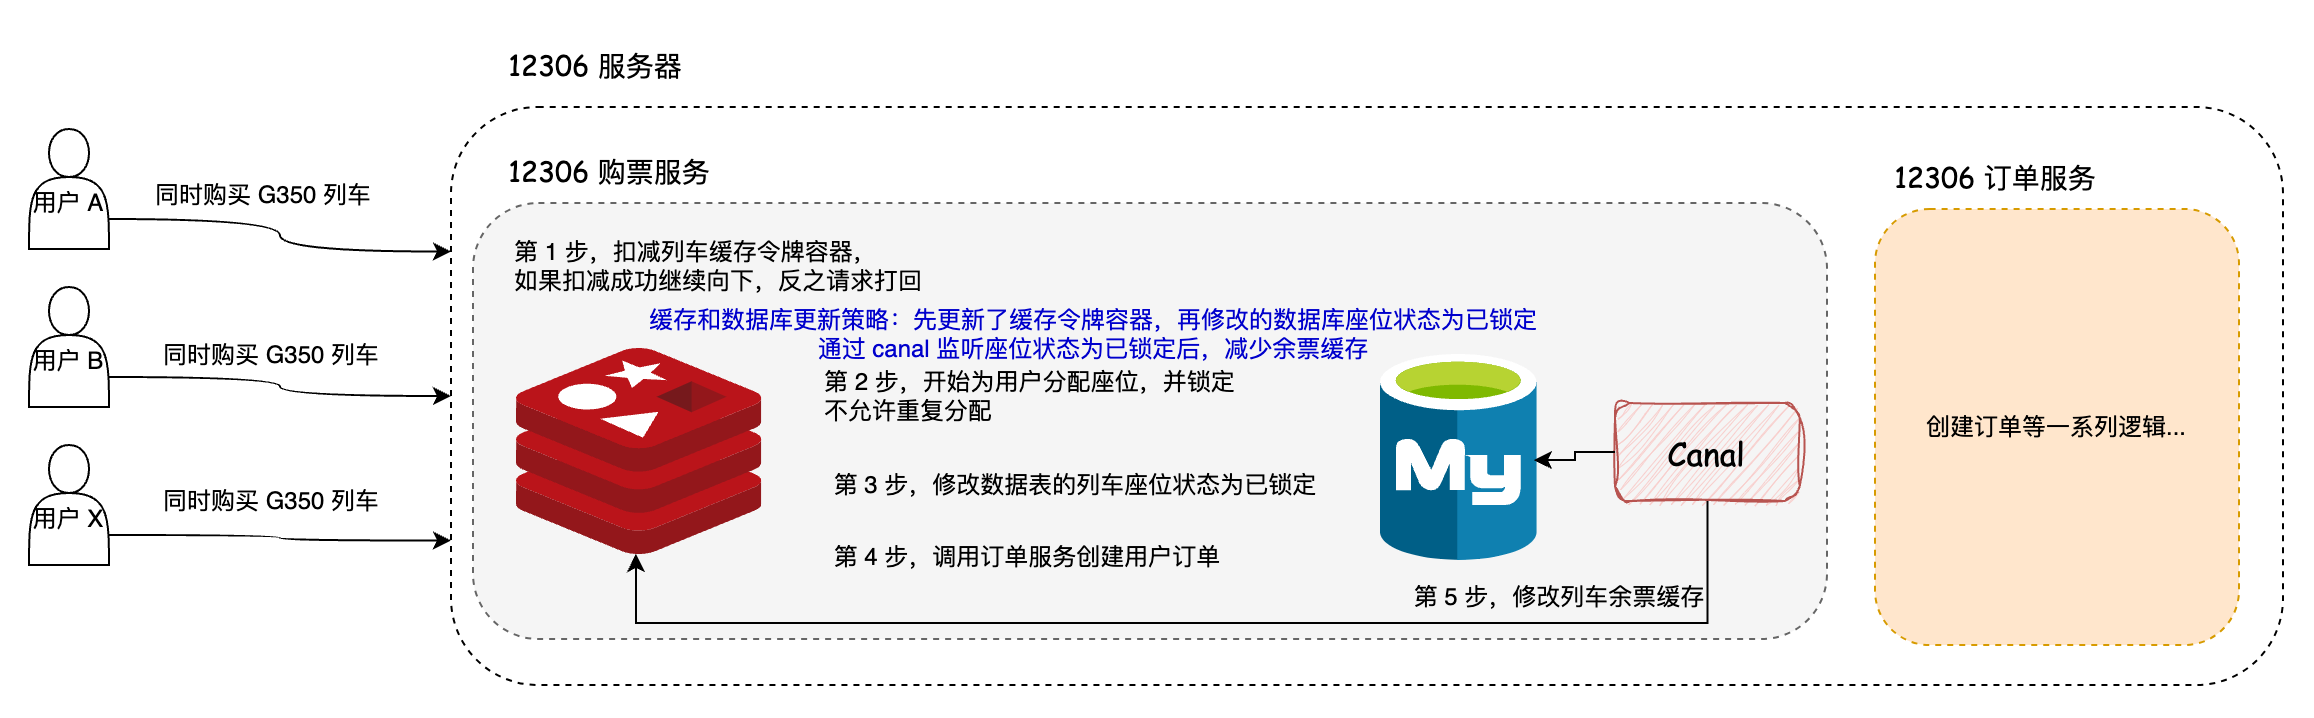 12306 服务器
12306 购票服务
12306 订单服务
用户 A
同时购买 G350 列车
用户 B
同时购买 G350 列车
用户 X
同时购买 G350 列车
第 1 步，扣减列车缓存令牌容器，
如果扣减成功继续向下，反之请求打回
缓存和数据库更新策略：先更新了缓存令牌容器，再修改的数据库座位状态为已锁定
通过 canal 监听座位状态为已锁定后，减少余票缓存
第 2 步，开始为用户分配座位，并锁定
不允许重复分配
第 3 步，修改数据表的列车座位状态为已锁定
第 4 步，调用订单服务创建用户订单
My
Canal
第 5 步，修改列车余票缓存
创建订单等一系列逻辑...